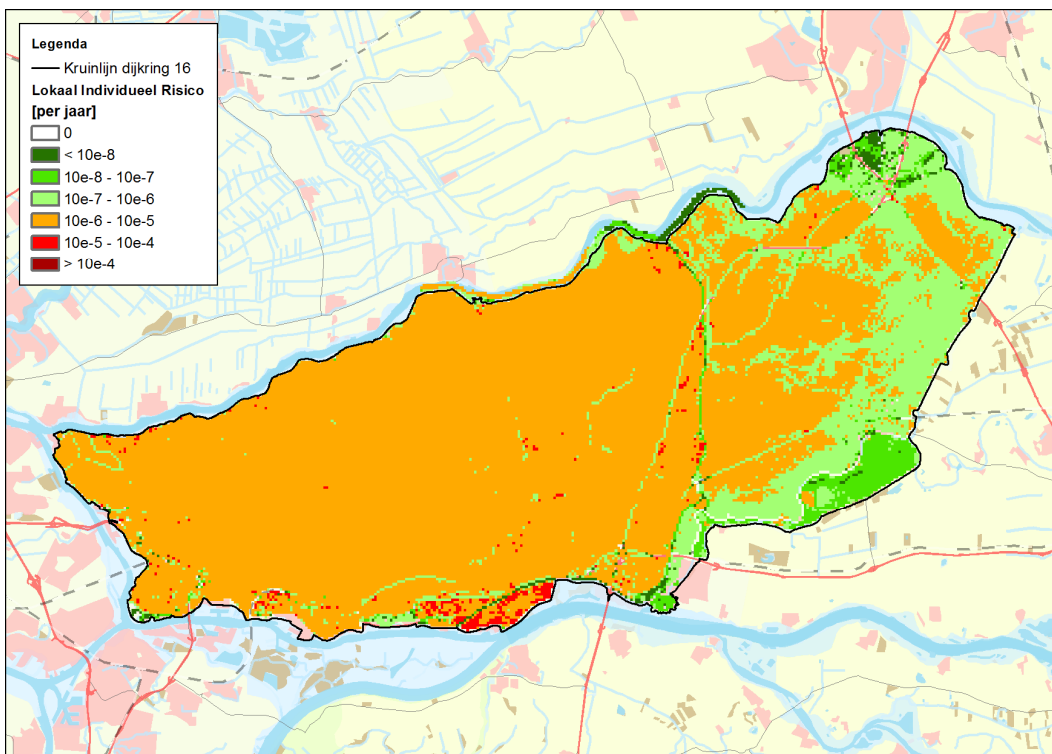 Legenda
Kruinlijn dijkring 16
Lokaal Individueel Risico
[per jaar]
0
< 10e-8
10e-8 - 10e-7
10e-7 - 10e-6
10e-6 - 10e-5
10e-5 - 10e-4
> 10e-4